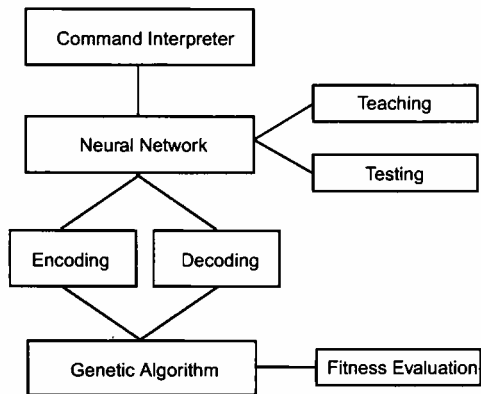 Command Interpreter
Neural Network
Teaching
Testing
Encoding
Decoding
Genetic Algorithm
Fitness Evaluation